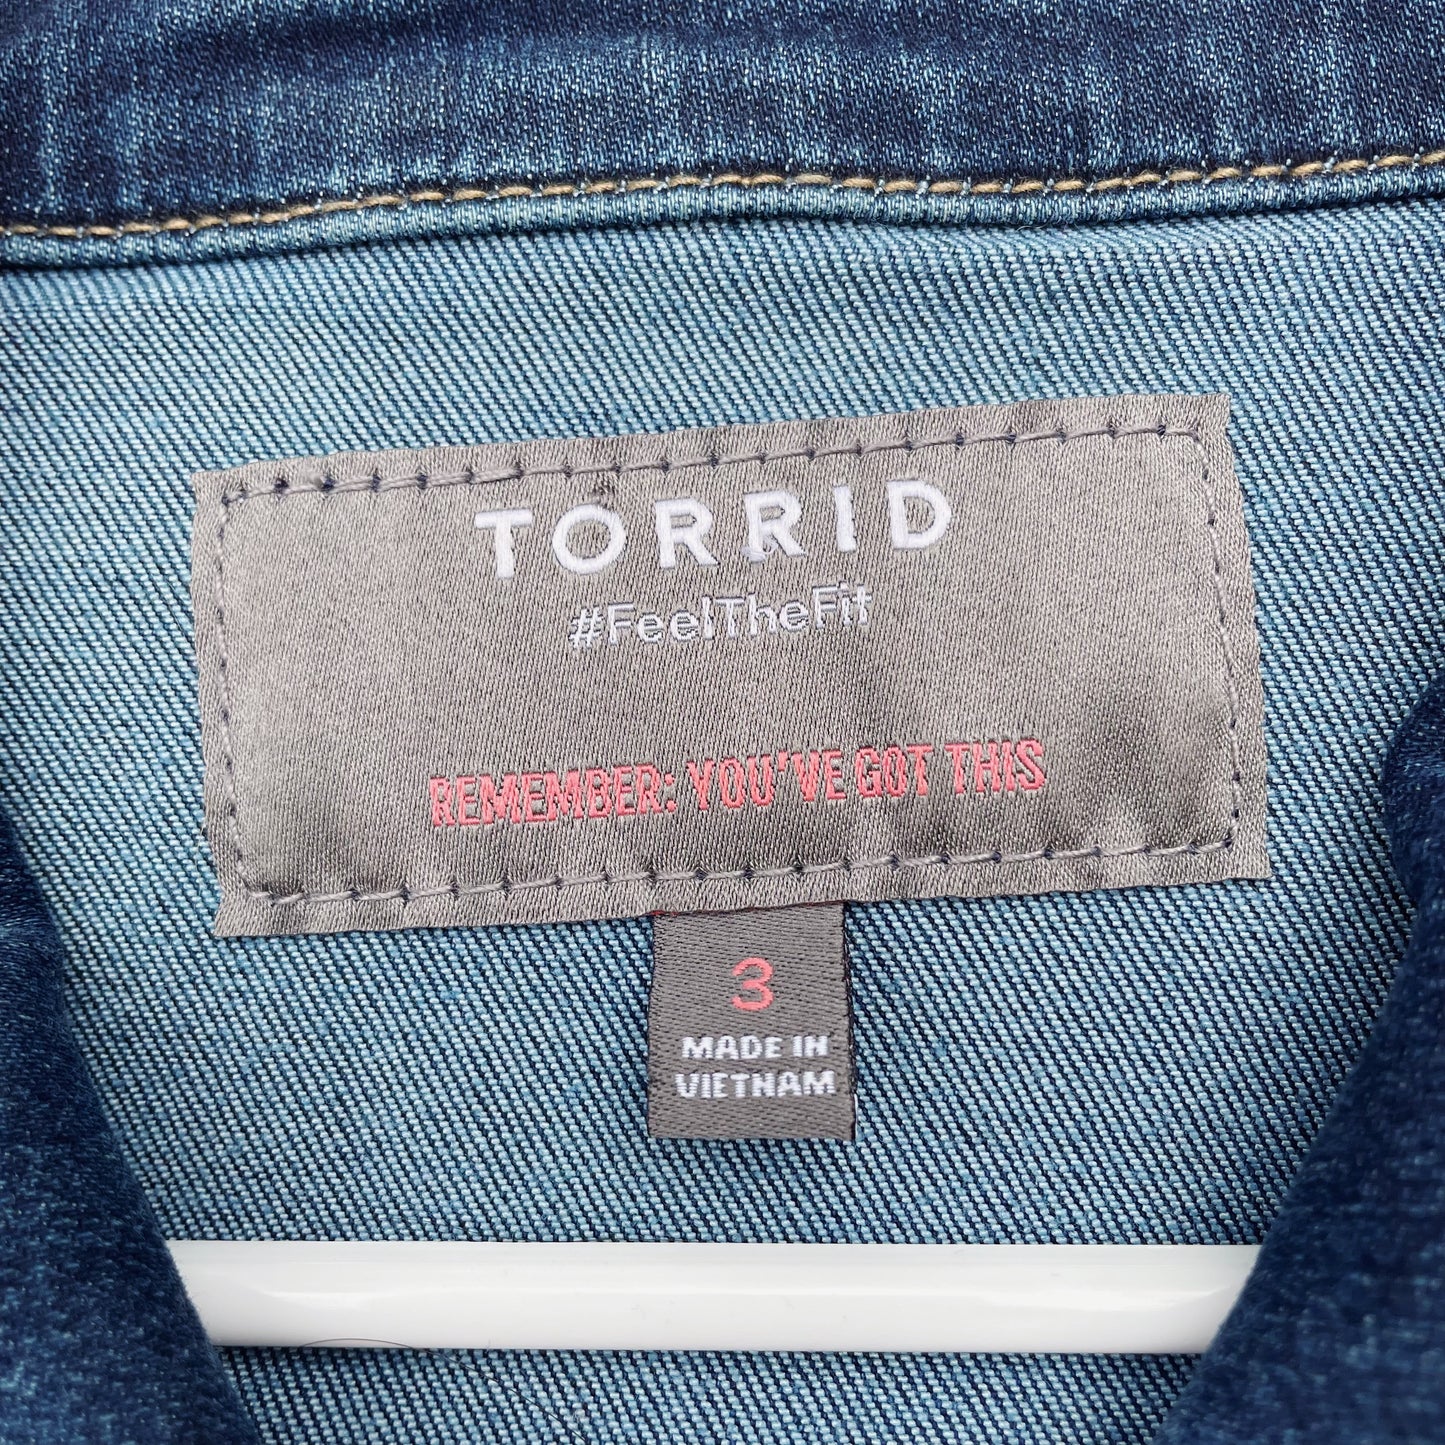 TORRID
#FeelTheFit
REMEMBER: YOU'VE GOT THIS
3
MADE IN
VIETNAM